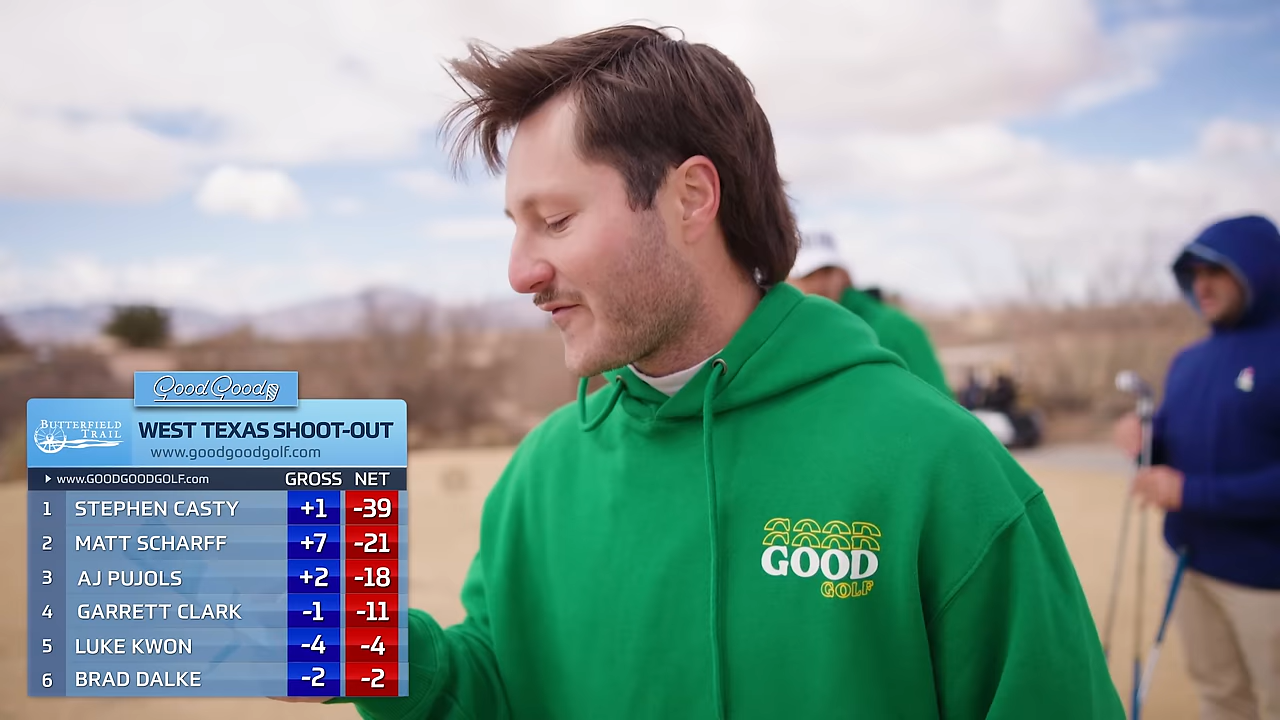 Good Good
BUTTERFIELD
TRAIL
WEST TEXAS SHOOT-OUT
www.goodgoodgolf.com
www.GOODGOODGOLF.com GROSS NET
1 STEPHEN CASTY +1 -39
2 MATT SCHARFF +7 -21
3 AJ PUJOLS +2 -18
4 GARRETT CLARK -1 -11
5 LUKE KWON -4 -4
6 BRAD DALKE -2 -2
GOOD
GOOD
GOLF